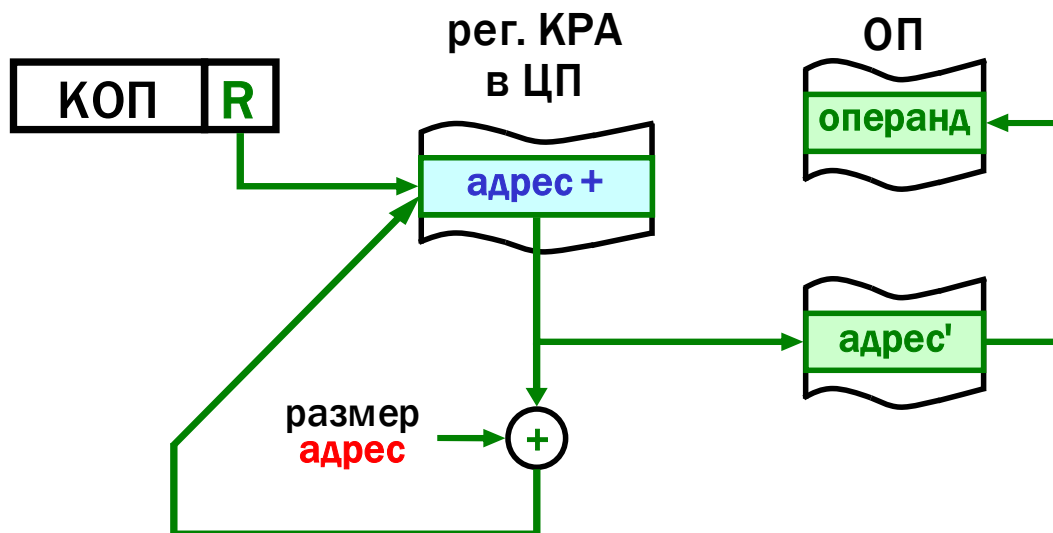 рег. КРА
в ЦП
ОП
КОП R
операнд
адрес +
адрес'
размер
адрес
+